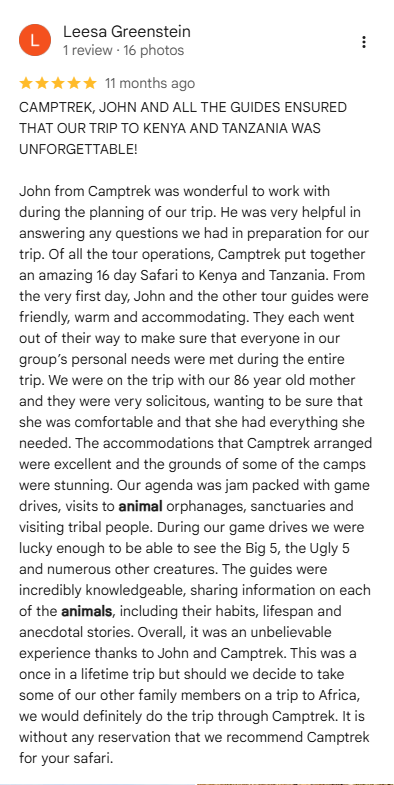 L
Leesa Greenstein
1 review · 16 photos
11 months ago
CAMPTREK, JOHN AND ALL THE GUIDES ENSURED
THAT OUR TRIP TO KENYA AND TANZANIA WAS
UNFORGETTABLE!
John from Camptrek was wonderful to work with
during the planning of our trip. He was very helpful in
answering any questions we had in preparation for our
trip. Of all the tour operations, Camptrek put together
an amazing 16 day Safari to Kenya and Tanzania. From
the very first day, John and the other tour guides were
friendly, warm and accommodating. They each went
out of their way to make sure that everyone in our
group’s personal needs were met during the entire
trip. We were on the trip with our 86 year old mother
and they were very solicitous, wanting to be sure that
she was comfortable and that she had everything she
needed. The accommodations that Camptrek arranged
were excellent and the grounds of some of the camps
were stunning. Our agenda was jam packed with game
drives, visits to animal orphanages, sanctuaries and
visiting tribal people. During our game drives we were
lucky enough to be able to see the Big 5, the Ugly 5
and numerous other creatures. The guides were
incredibly knowledgeable, sharing information on each
of the animals, including their habits, lifespan and
anecdotal stories. Overall, it was an unbelievable
experience thanks to John and Camptrek. This was a
once in a lifetime trip but should we decide to take
some of our other family members on a trip to Africa,
we would definitely do the trip through Camptrek. It is
without any reservation that we recommend Camptrek
for your safari.